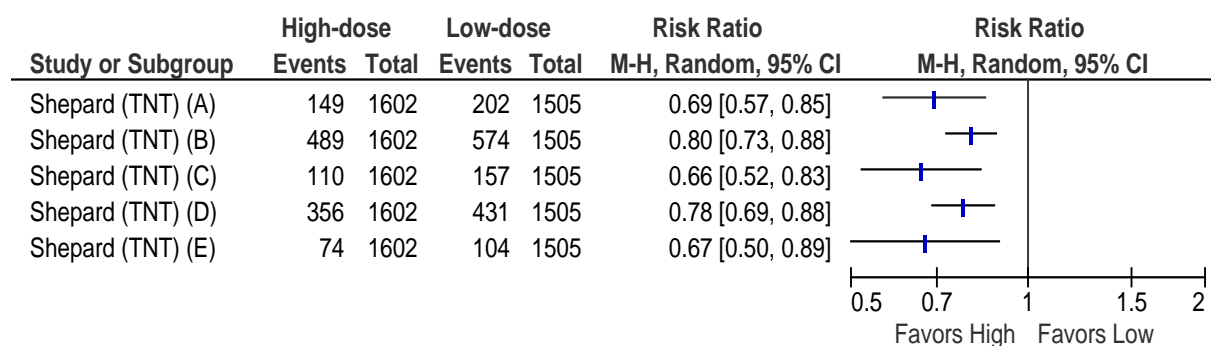 High-dose Low-dose Risk Ratio Risk Ratio
Study or Subgroup Events Total Events Total M-H, Random, 95% CI M-H, Random, 95% CI
Shepard (TNT) (A) 149 1602 202 1505 0.69 [0.57, 0.85]
Shepard (TNT) (B) 489 1602 574 1505 0.80 [0.73, 0.88]
Shepard (TNT) (C) 110 1602 157 1505 0.66 [0.52, 0.83]
Shepard (TNT) (D) 356 1602 431 1505 0.78 [0.69, 0.88]
Shepard (TNT) (E) 74 1602 104 1505 0.67 [0.50, 0.89]
0.5 0.7 1 1.5 2
Favors High Favors Low